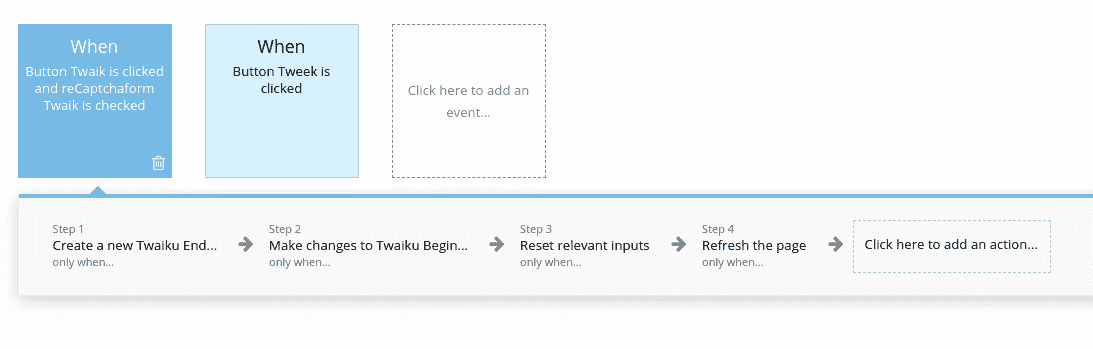 When
Button Twaik is clicked
and reCaptchaform
Twaik is checked
When
Button Tweek is
clicked
Click here to add an
event...
Step 1
Create a new Twaiku End...
only when...
Step 2
Make changes to Twaiku Begin...
only when...
Step 3
Reset relevant inputs
only when...
Step 4
Refresh the page
only when...
Click here to add an action...